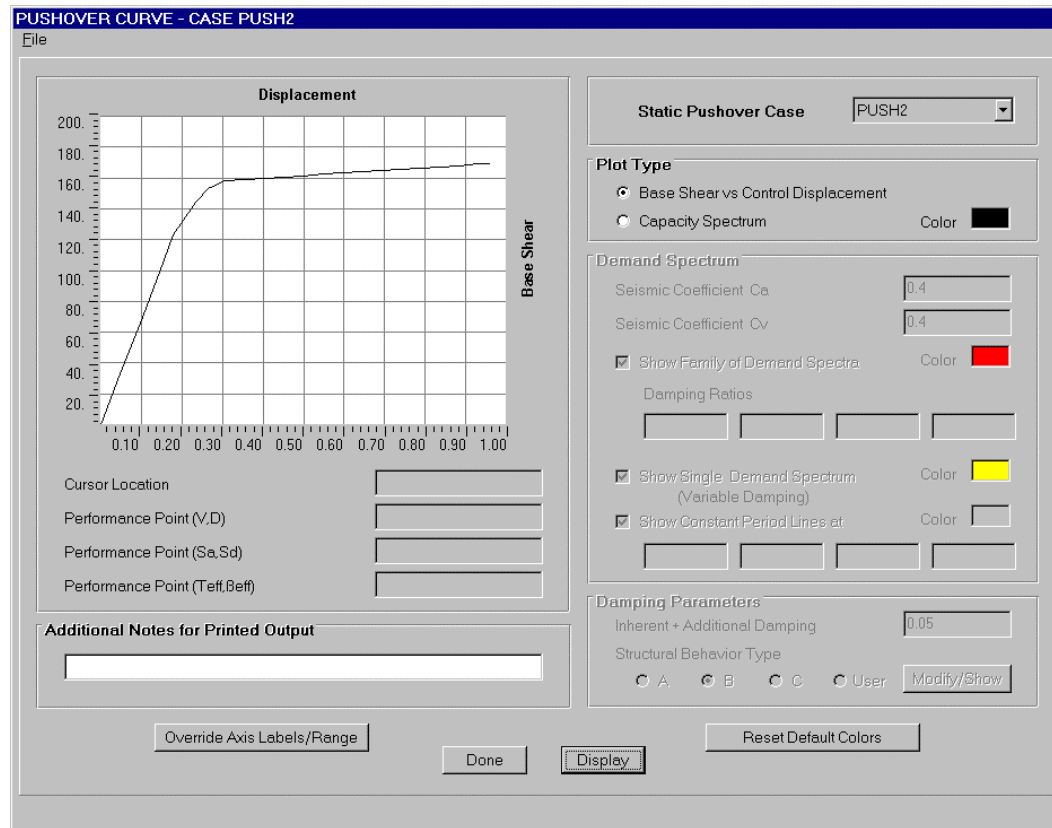 PUSHOVER CURVE - CASE PUSH2
File
Displacement
200.
180.
160.
140.
120.
100.
80.
60.
40.
20.
0.10 0.20 0.30 0.40 0.50 0.60 0.70 0.80 0.90 1.00
Base Shear
Cursor Location
Performance Point (V,D)
Performance Point (Sa,Sd)
Performance Point (Teff,βeff)
Additional Notes for Printed Output
Static Pushover Case PUSH2
Plot Type
Base Shear vs Control Displacement
Capacity Spectrum Color
Demand Spectrum
Seismic Coefficient Ca 0.4
Seismic Coefficient Cv 0.4
Show Family of Demand Spectra Color
Damping Ratios
Show Single Demand Spectrum Color
(Variable Damping)
Show Constant Period Lines at Color
Damping Parameters
Inherent + Additional Damping 0.05
Structural Behavior Type
A B C User Modify/Show
Override Axis Labels/Range
Reset Default Colors
Done
Display